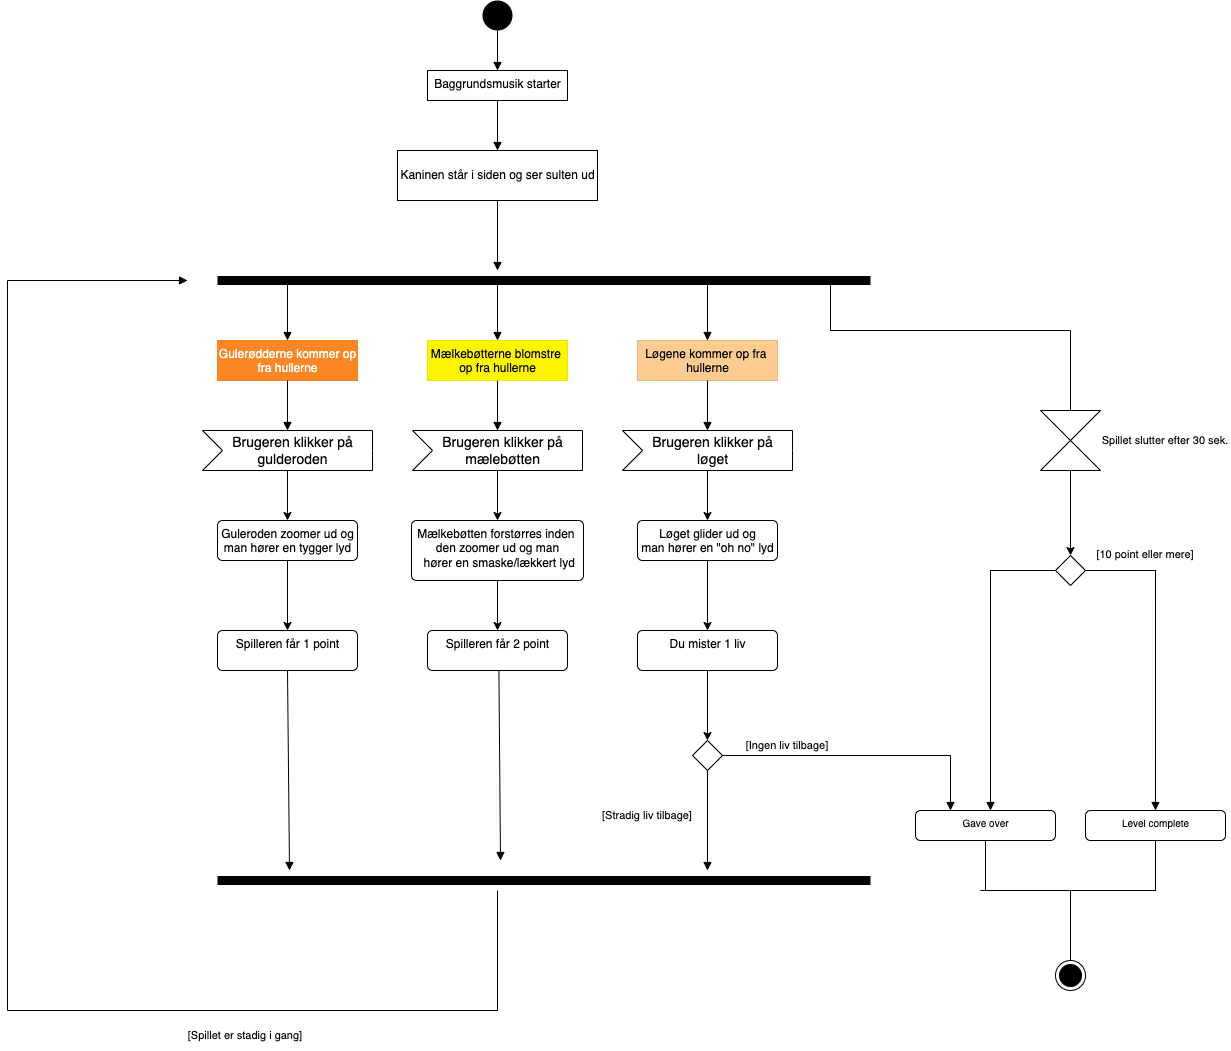 Baggrundsmusik starter
Kaninen står i siden og ser sulten ud
Gulerødderne kommer op
fra hullerne
Mælkebøtterne blomstre
op fra hullerne
Løgene kommer op fra
hullerne
Brugeren klikker på
gulderoden
Brugeren klikker på
mælebøtten
Brugeren klikker på
løget
Spillet slutter efter 30 sek.
Guleroden zoomer ud og
man hører en tygger lyd
Mælkebøtten forstørres inden
den zoomer ud og man
hører en smaske/lækkert lyd
Løget glider ud og
man hører en "oh no" lyd
[10 point eller mere]
Spilleren får 1 point
Spilleren får 2 point
Du mister 1 liv
[Ingen liv tilbage]
[Stradig liv tilbage]
Gave over
Level complete
[Spillet er stadig i gang]